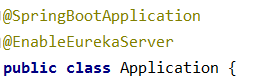 @SpringBootApplication
@EnableEurekaServer
public class Application {